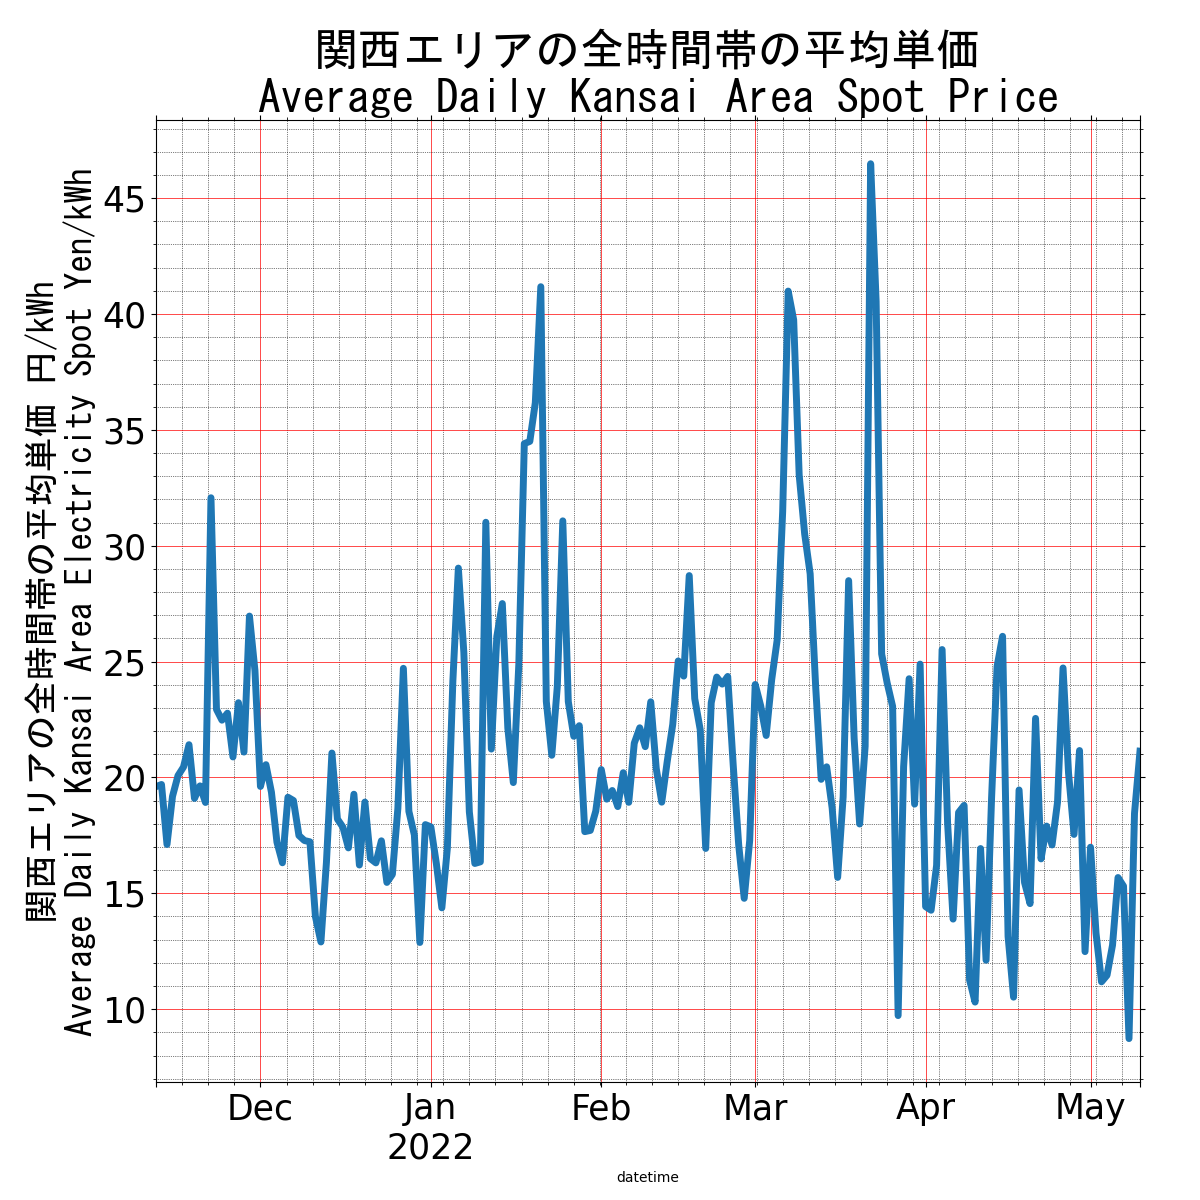 関西エリアの全時間帯の平均単価
Average Daily Kansai Area Spot Price
関西エリアの全時間帯の平均単価 円/kWh
Average Daily Kansai Area Electricity Spot Yen/kWh
45
40
35
30
25
20
15
10
Dec
Jan
2022
Feb
Mar
Apr
May
datetime